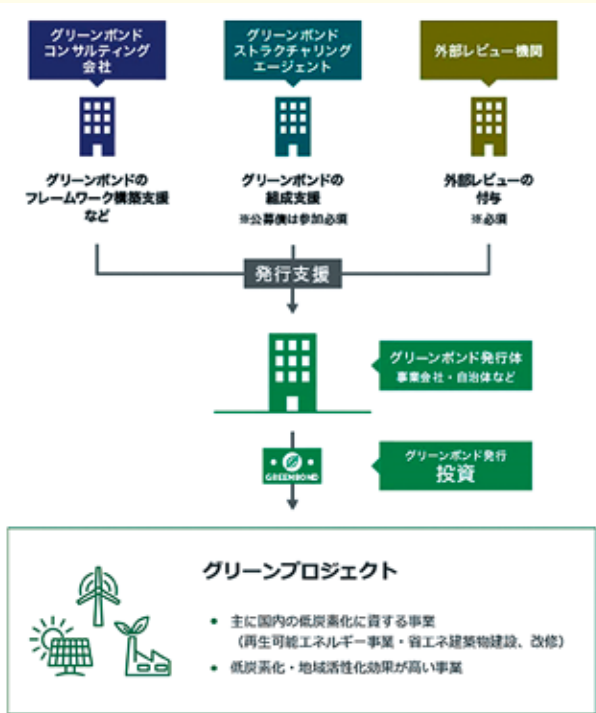 グリーンボンド
コンサルティング
会社
グリーンボンド
ストラクチャリング
エージェント
外部レビュー機関
グリーンボンドの
フレームワーク構築支援
など
グリーンボンドの
組成支援
※公募債は参加必須
外部レビューの
付与
※必須
発行支援
グリーンボンド発行体
事業会社・自治体など
GREENBOND
グリーンボンド発行
投資
グリーンプロジェクト
• 主に国内の低炭素化に資する事業
（再生可能エネルギー事業・省エネ建築物建設、改修）
• 低炭素化・地域活性化効果が高い事業